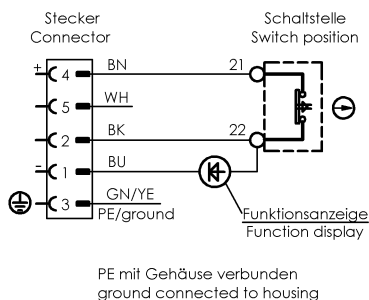 Stecker
Connector
Schaltstelle
Switch position
+ 4 BN 21
5 WH
2 BK 22
- 1 BU
3 GN/YE
PE/ground
Funktionsanzeige
Function display
PE mit Gehäuse verbunden
ground connected to housing